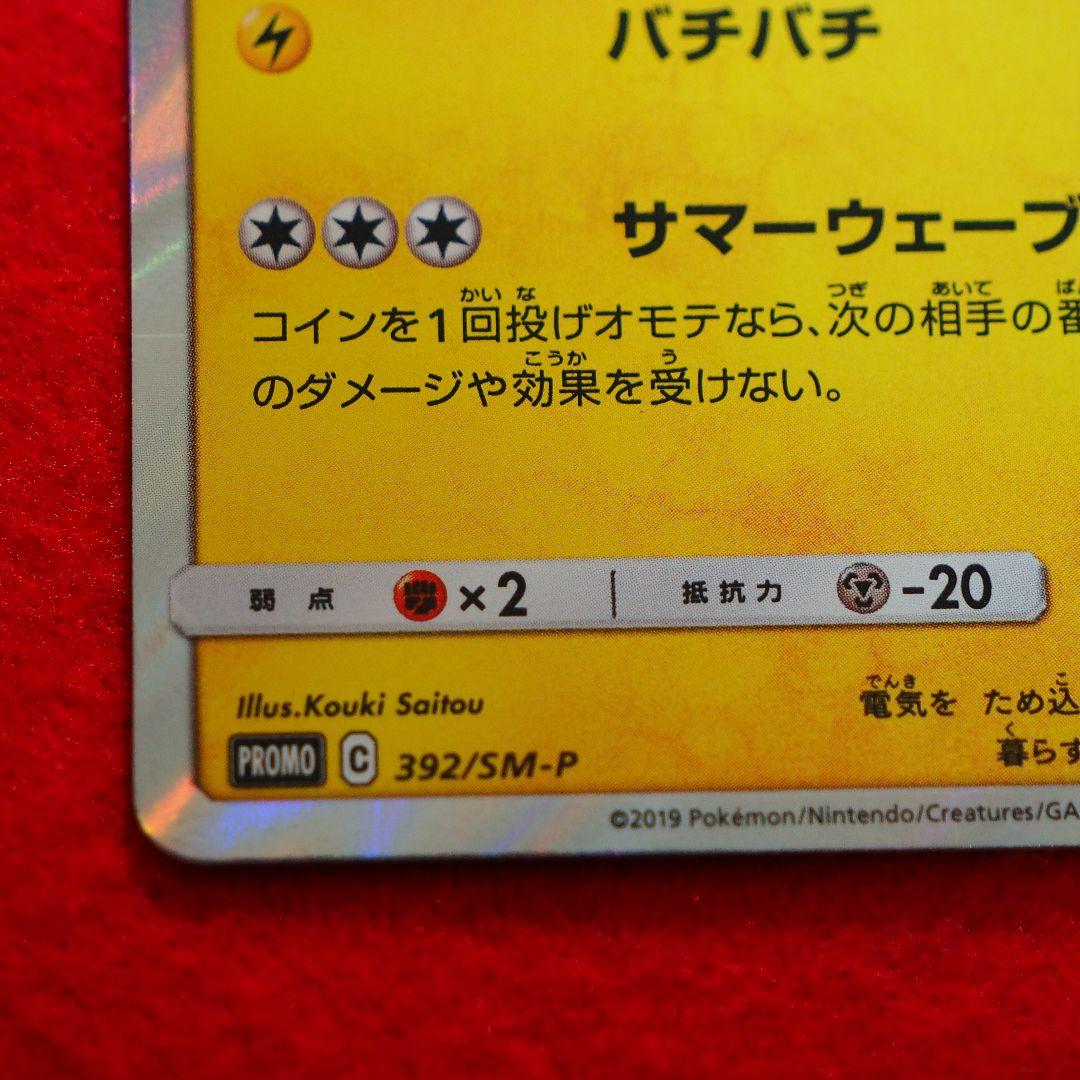 バチバチ
サマーウェーブ
コインを1回投げオモテなら、次の相手の番
のダメージや効果を受けない。
弱点 ×2 抵抗力 -20
Illus.Kouki Saitou
電気を ため込
暮らす
PROMO C 392/SM-P
©2019 Pokémon/Nintendo/Creatures/GA